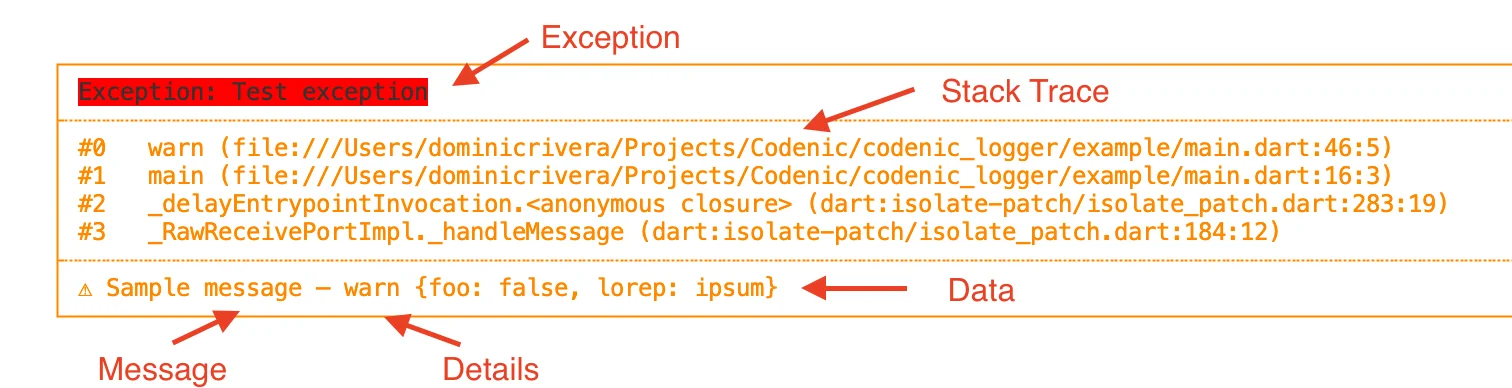 Exception
Exception: Test exception
Stack Trace
#0 warn (file:///Users/dominicrivera/Projects/Codenic/codenic_logger/example/main.dart:46:5)
#1 main (file:///Users/dominicrivera/Projects/Codenic/codenic_logger/example/main.dart:16:3)
#2 _delayEntrypointInvocation.<anonymous closure> (dart:isolate-patch/isolate_patch.dart:283:19)
#3 _RawReceivePortImpl._handleMessage (dart:isolate-patch/isolate_patch.dart:184:12)
⚠ Sample message – warn {foo: false, lorep: ipsum}
Data
Message
Details